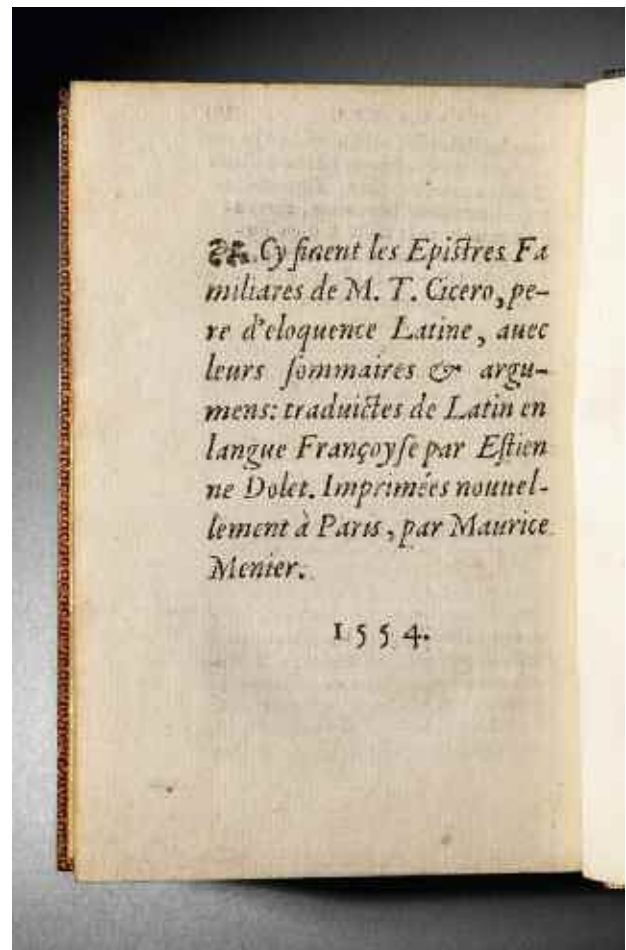 Cy finent les Epistres Fa
miliares de M. T. Cicero, pe-
re d'eloquence Latine, auec
leurs sommaires & argu-
mens: traduictes de Latin en
langue Françoyse par Estien
ne Dolet. Imprimées nouuel-
lement à Paris, par Maurice
Menier.
1554.